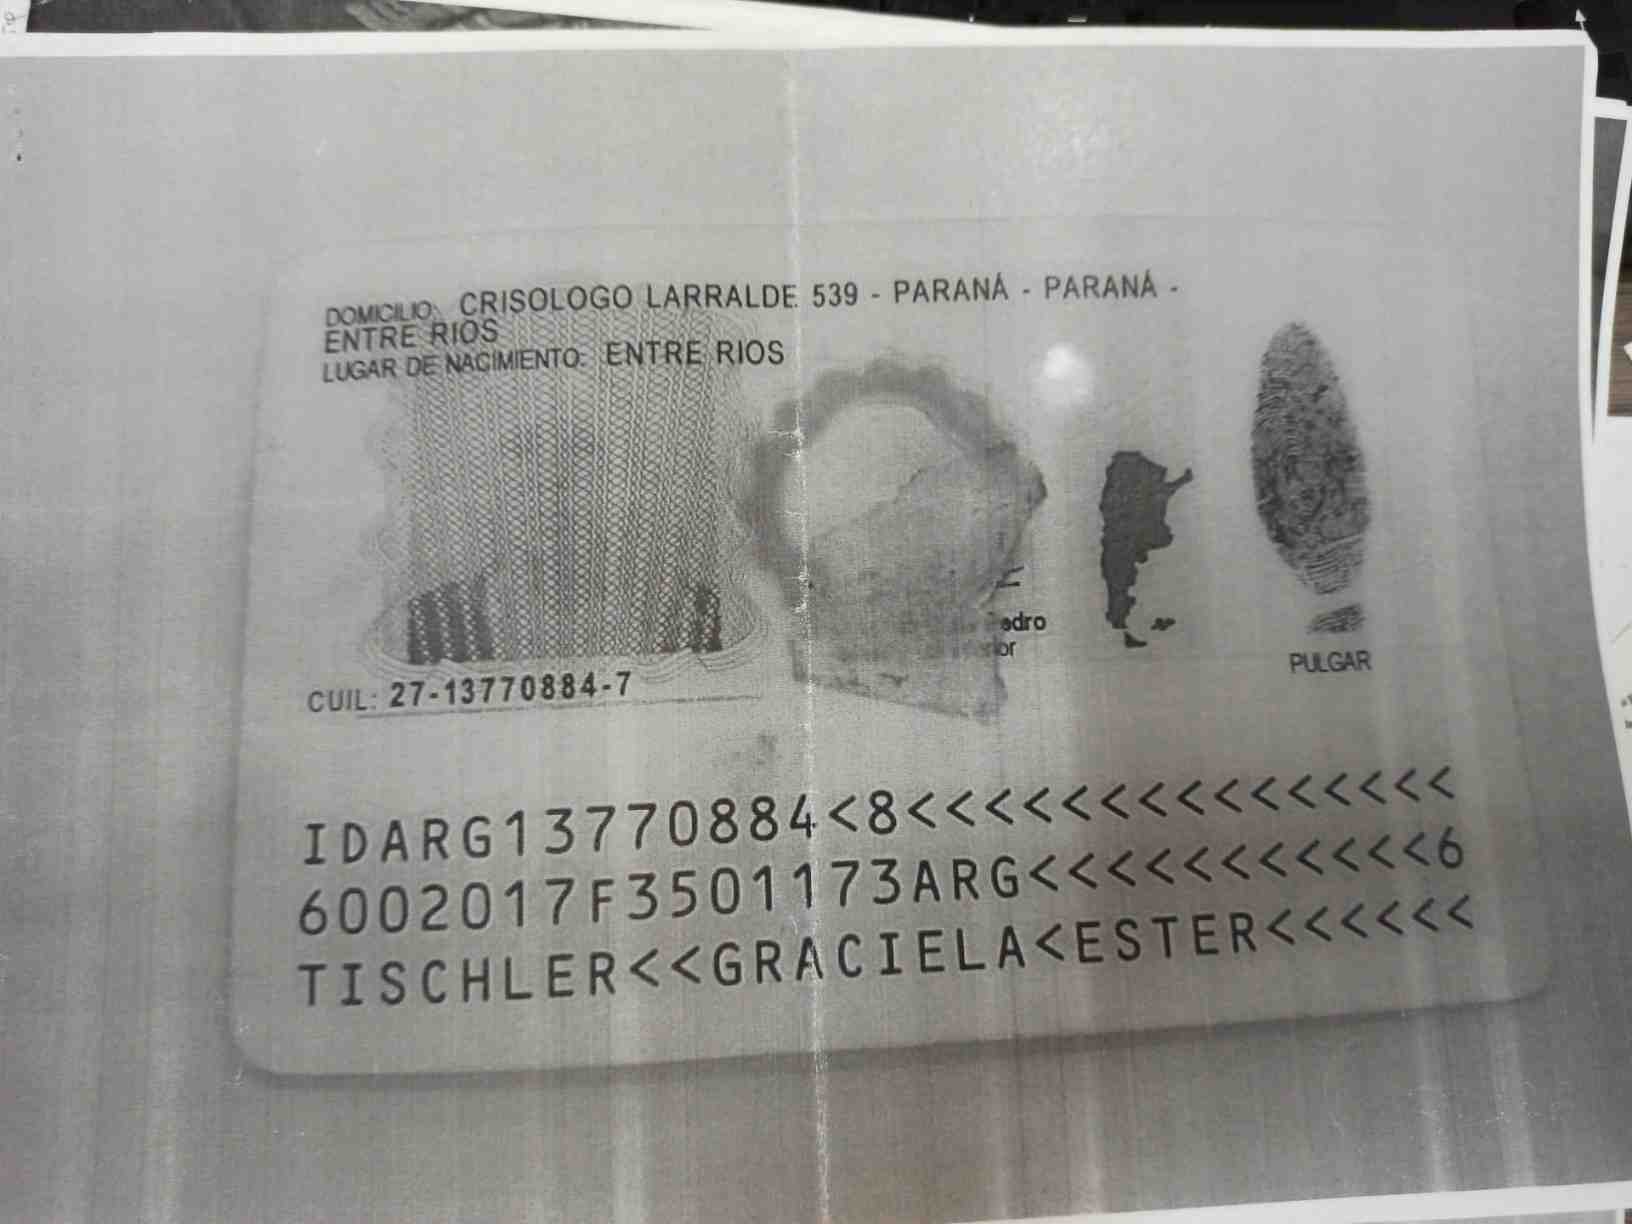 DOMICILIO: CRISOLOGO LARRALDE 539 - PARANÁ - PARANÁ -
ENTRE RIOS
LUGAR DE NACIMIENTO: ENTRE RIOS
CUIL: 27-13770884-7
PULGAR
IDARG13770884<8<<<<<<<<<<<<<<<
6002017F3501173ARG<<<<<<<<<<<6
TISCHLER<<GRACIELA<ESTER<<<<<<